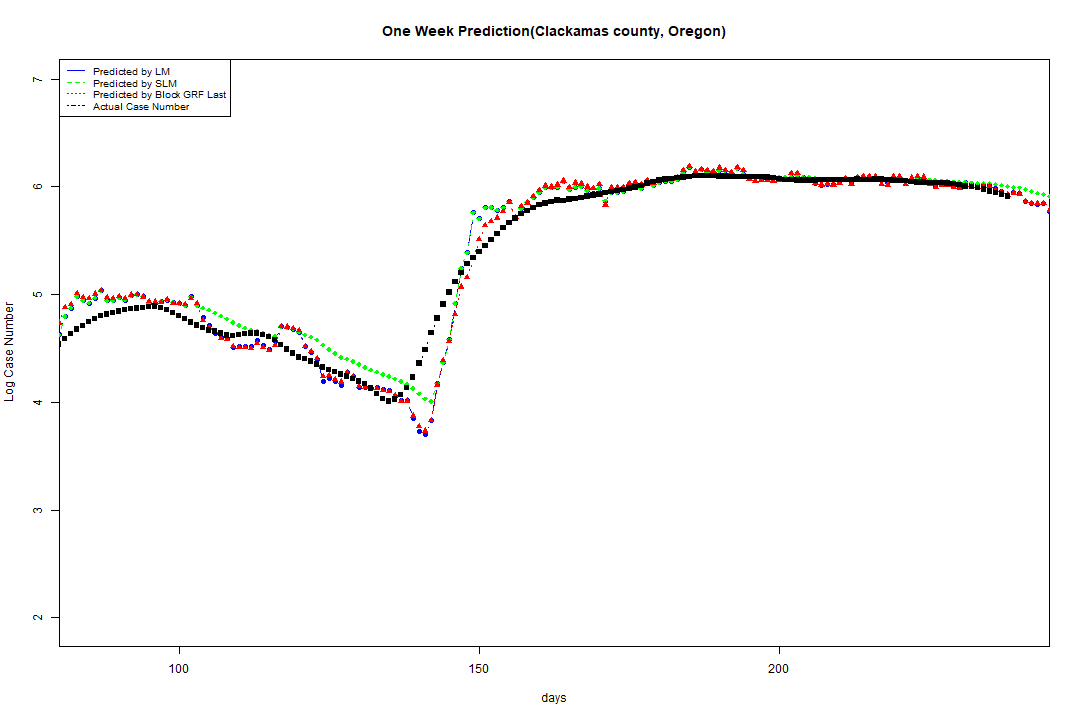 One Week Prediction(Clackamas county, Oregon)
Predicted by LM
Predicted by SLM
Predicted by Block GRF Last
Actual Case Number
7
6
5
4
3
2
Log Case Number
100
150
200
days